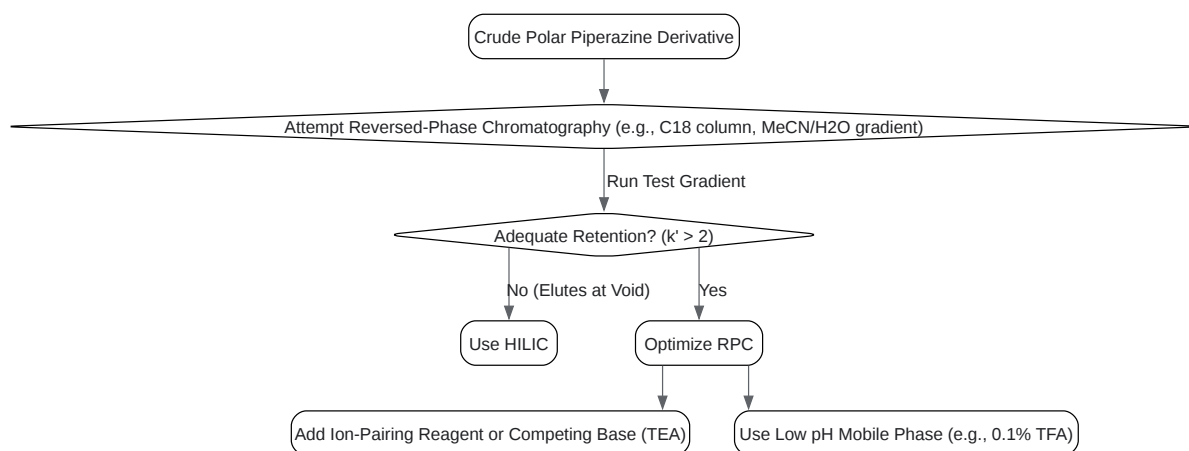 Crude Polar Piperazine Derivative
Attempt Reversed-Phase Chromatography (e.g., C18 column, MeCN/H2O gradient)
Run Test Gradient
Adequate Retention? (k' > 2)
No (Elutes at Void)
Yes
Use HILIC
Optimize RPC
Add Ion-Pairing Reagent or Competing Base (TEA)
Use Low pH Mobile Phase (e.g., 0.1% TFA)